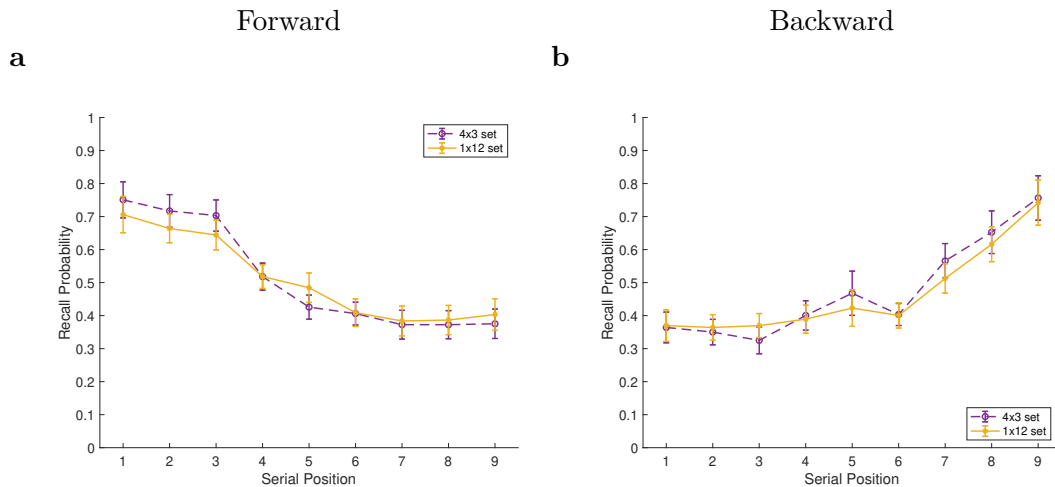 Forward
a
1
0.9
0.8
0.7
0.6
0.5
0.4
0.3
0.2
0.1
0
Recall Probability
4x3 set
1x12 set
1 2 3 4 5 6 7 8 9
Serial Position
Backward
b
1
0.9
0.8
0.7
0.6
0.5
0.4
0.3
0.2
0.1
0
Recall Probability
4x3 set
1x12 set
1 2 3 4 5 6 7 8 9
Serial Position